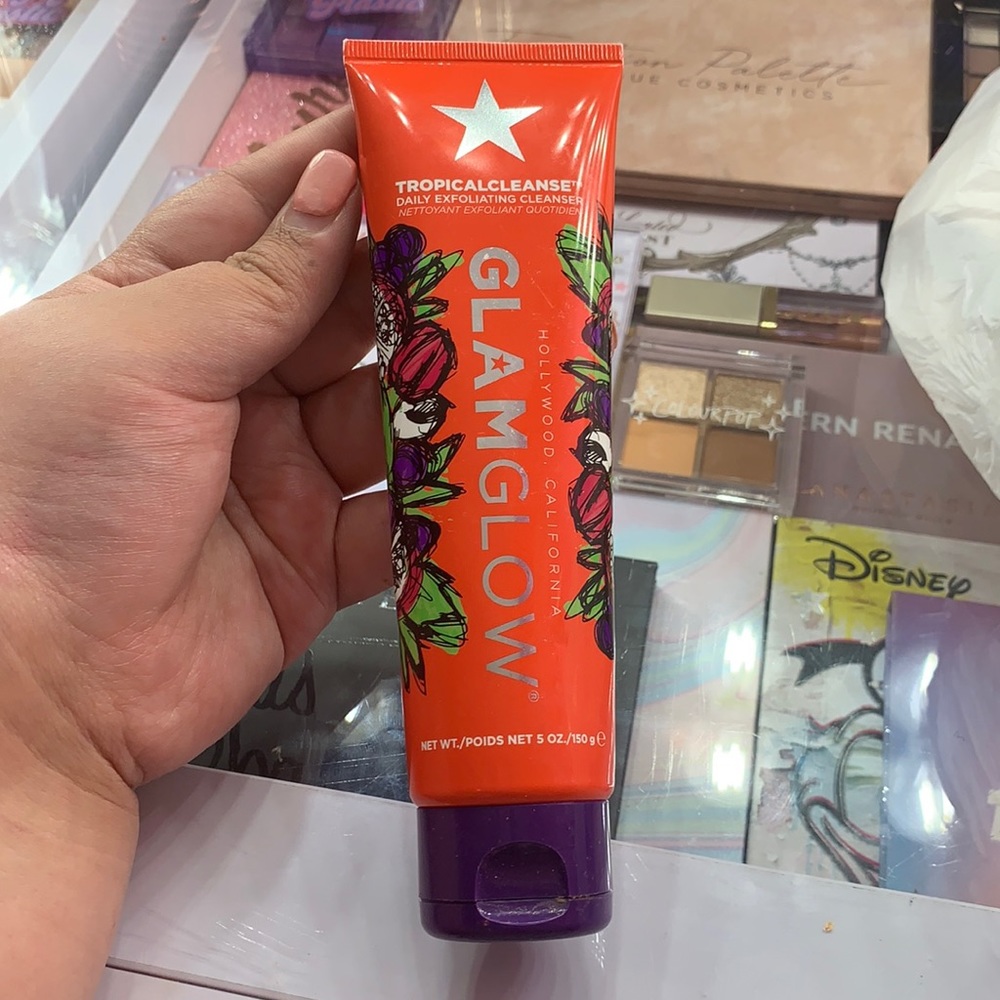 TROPICALCLEANSE™
DAILY EXFOLIATING CLEANSER
NETTOYANT EXFOLIANT QUOTIDIEN
GLAMGLOW®
HOLLYWOOD, CALIFORNIA
NET WT./POIDS NET 5 OZ./150 g ℮
Palette
COSMETICS
COLOURPOP
ERN RENA
DISNEY